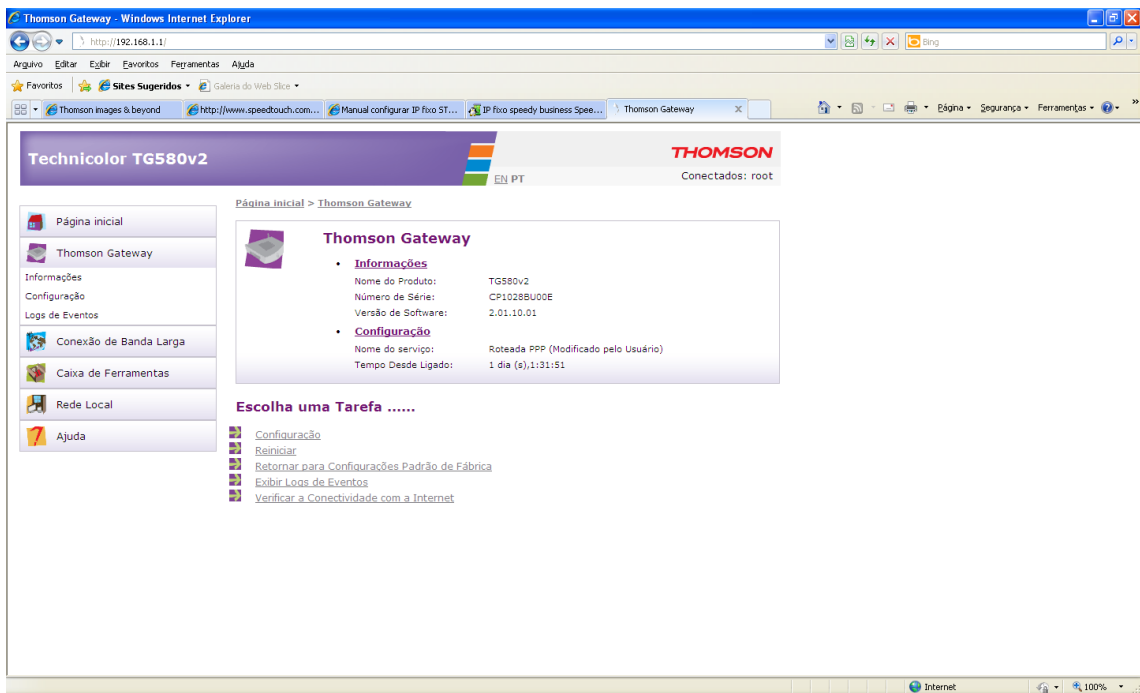 Thomson Gateway - Windows Internet Explorer
http://192.168.1.1/
Bing
Arquivo Editar Exibir Favoritos Ferramentas Ajuda
Favoritos Sites Sugeridos Galeria do Web Slice
Thomson images & beyond http://www.speedtouch.com... Manual configurar IP fixo ST... IP fixo speedy business Spee... Thomson Gateway
Página Segurança Ferramentas
Technicolor TG580v2
EN PT
THOMSON
Conectados: root
Página inicial
Thomson Gateway
Informações
Configuração
Logs de Eventos
Conexão de Banda Larga
Caixa de Ferramentas
Rede Local
Ajuda
Página inicial > Thomson Gateway
Thomson Gateway
Informações
Nome do Produto: TG580v2
Número de Série: CP1028BU00E
Versão de Software: 2.01.10.01
Configuração
Nome do serviço: Roteada PPP (Modificado pelo Usuário)
Tempo Desde Ligado: 1 dia (s),1:31:51
Escolha uma Tarefa ......
Configuração
Reiniciar
Retornar para Configurações Padrão de Fábrica
Exibir Logs de Eventos
Verificar a Conectividade com a Internet
Internet
100%